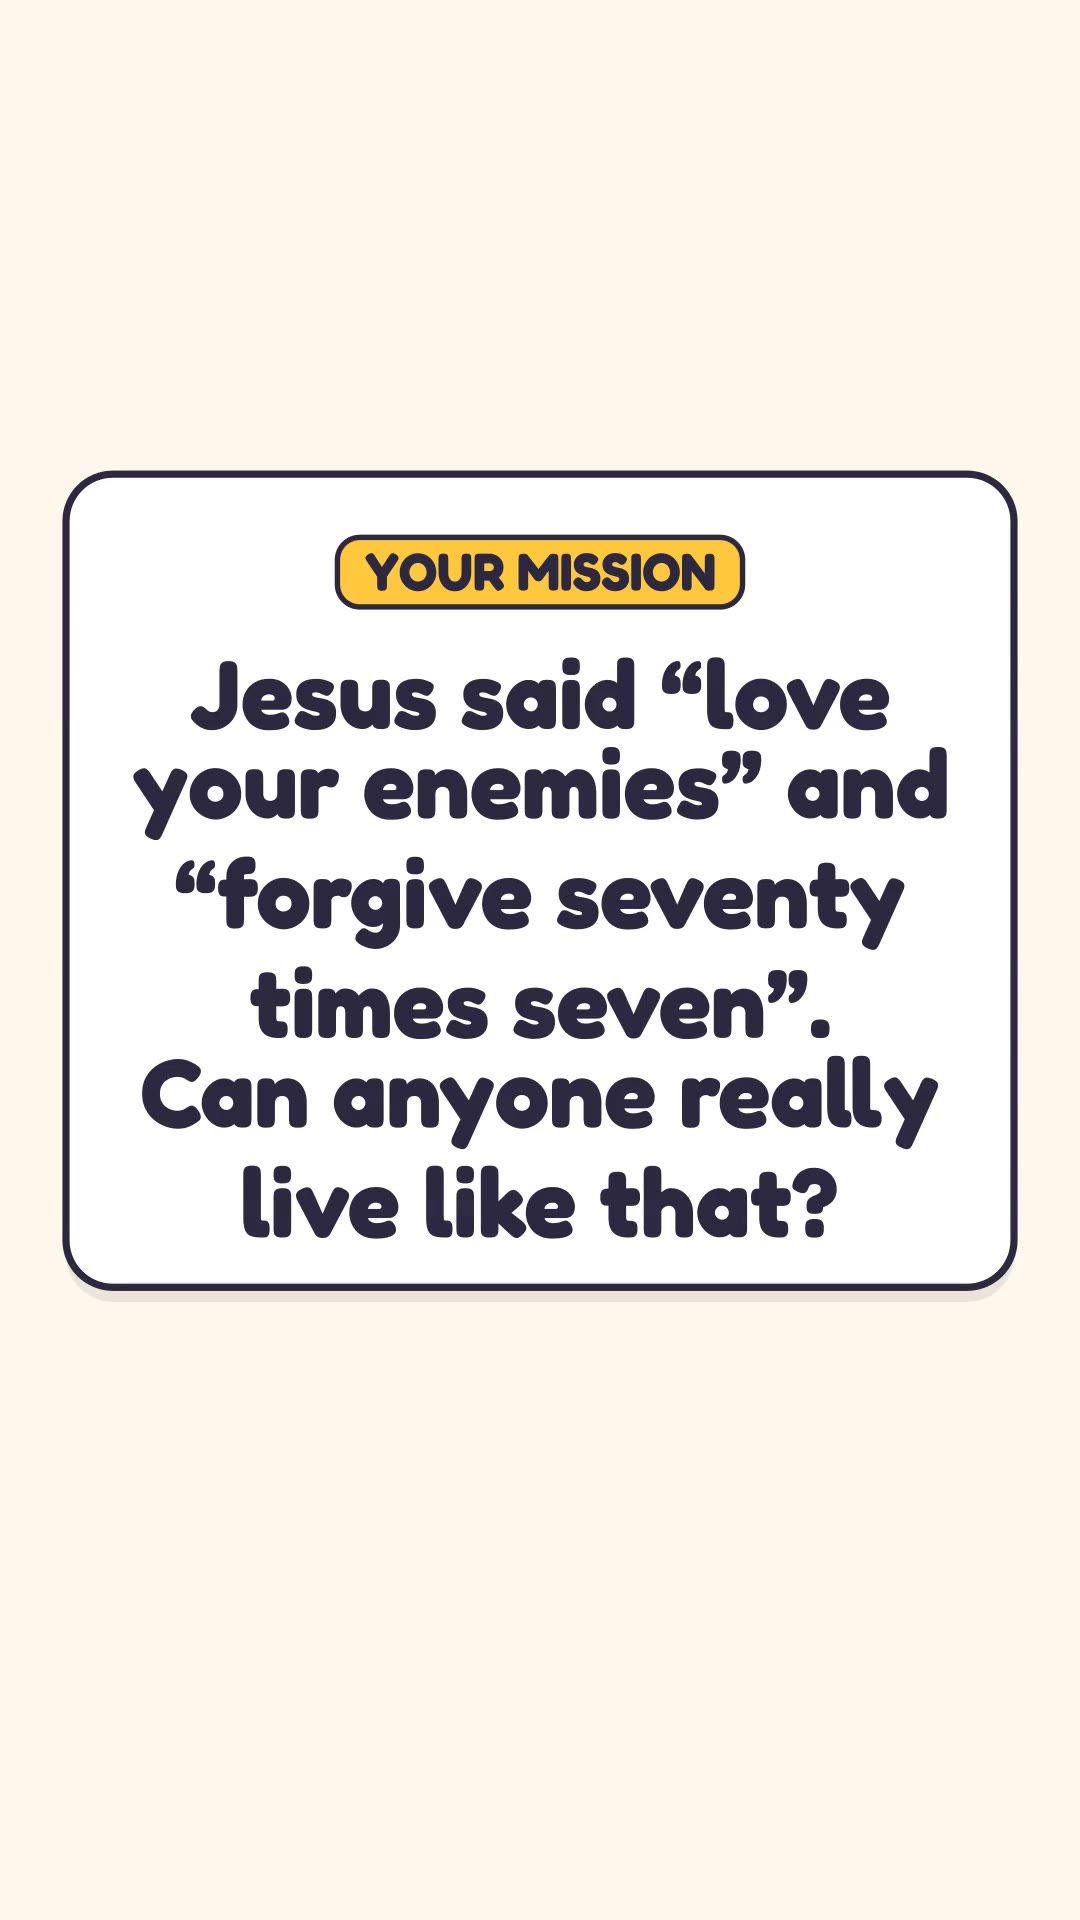 YOUR MISSION
Jesus said “love
your enemies” and
“forgive seventy
times seven”.
Can anyone really
live like that?